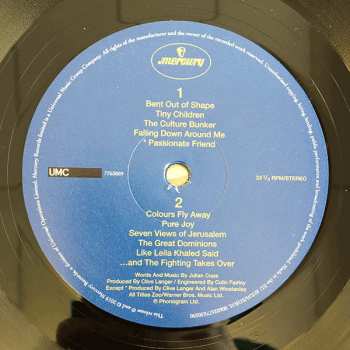 mercury
1
Bent Out of Shape
Tiny Children
The Culture Bunker
Falling Down Around Me
* Passionate Friend
UMC
33 1/3 RPM/STEREO
2
Colours Fly Away
Pure Joy
Seven Views of Jerusalem
The Great Dominions
Like Leila Khaled Said
...and The Fighting Takes Over
Words And Music By Julian Cope
Produced By Clive Langer / Engineered By Colin Fairley
Except * Produced By Clive Langer And Alan Winstanley
All Titles Zoo/Warner Bros. Music Ltd.
℗ Phonogram Ltd.